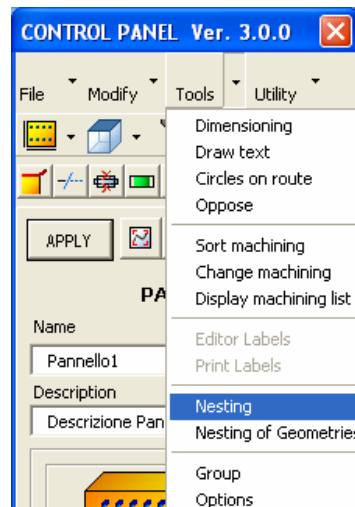 CONTROL PANEL Ver. 3.0.0
File Modify Tools Utility
Dimensioning
Draw text
Circles on route
Oppose
APPLY
Sort machining
Change machining
Display machining list
PA
Name
Editor Labels
Pannello1
Print Labels
Description
Descrizione Pan
Nesting
Nesting of Geometries
Group
Options